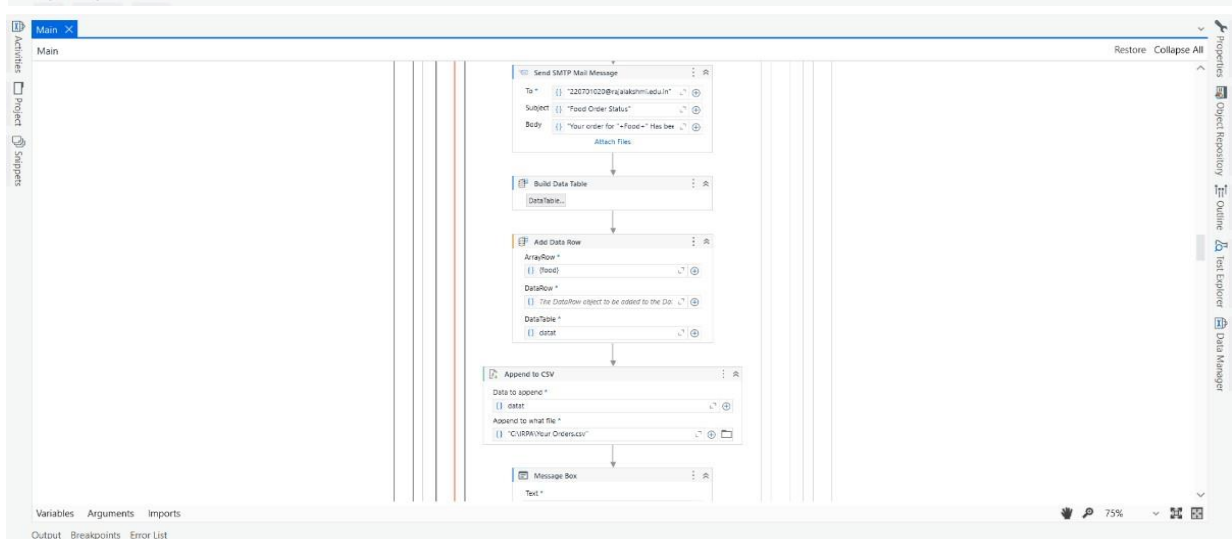 Main
Main
Restore Collapse All
Activities
Project
Snippets
Send SMTP Mail Message
To * "220701020@rajalakshmi.edu.in"
Subject "Food Order Status"
Body "Your order for "+Food+" Has bee
Attach Files
Build Data Table
DataTable...
Add Data Row
ArrayRow *
{food}
DataRow *
The DataRow object to be added to the Da
DataTable *
datat
Append to CSV
Data to append *
datat
Append to what file *
"C:\IRPA\Your Orders.csv"
Message Box
Text *
Properties
Object Repository
Outline
Test Explorer
Data Manager
Variables Arguments Imports
75%
Output Breakpoints Error List